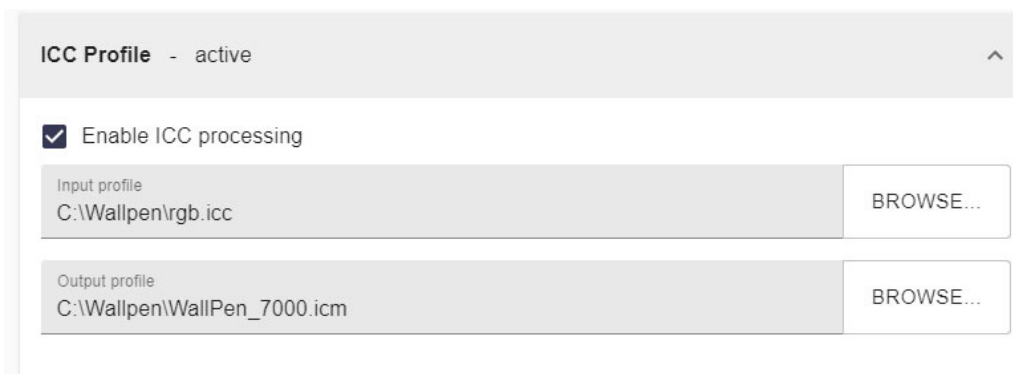 ICC Profile - active
Enable ICC processing
Input profile
C:\Wallpen\rgb.icc
BROWSE...
Output profile
C:\Wallpen\WallPen_7000.icm
BROWSE...